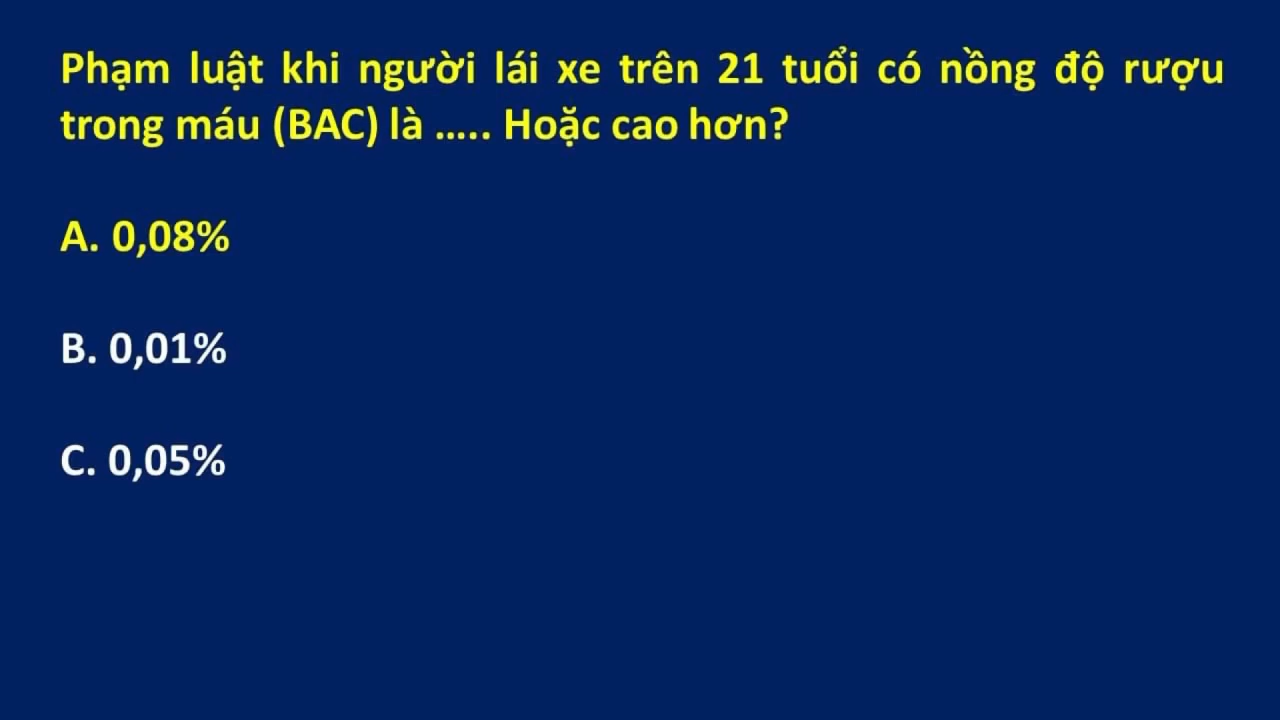 Phạm luật khi người lái xe trên 21 tuổi có nồng độ rượu
trong máu (BAC) là ..... Hoặc cao hơn?
A. 0,08%
B. 0,01%
C. 0,05%